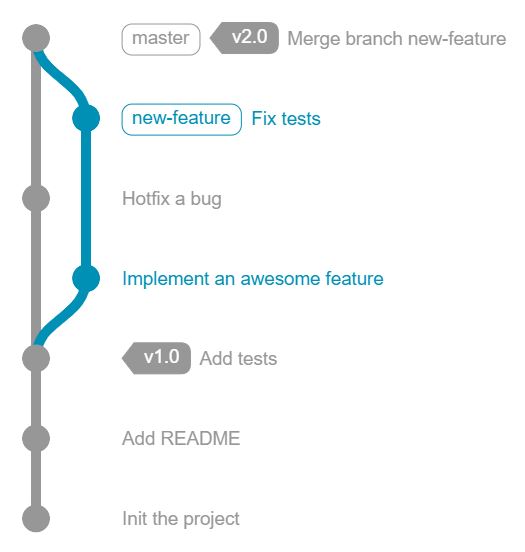 master v2.0 Merge branch new-feature
new-feature Fix tests
Hotfix a bug
Implement an awesome feature
v1.0 Add tests
Add README
Init the project